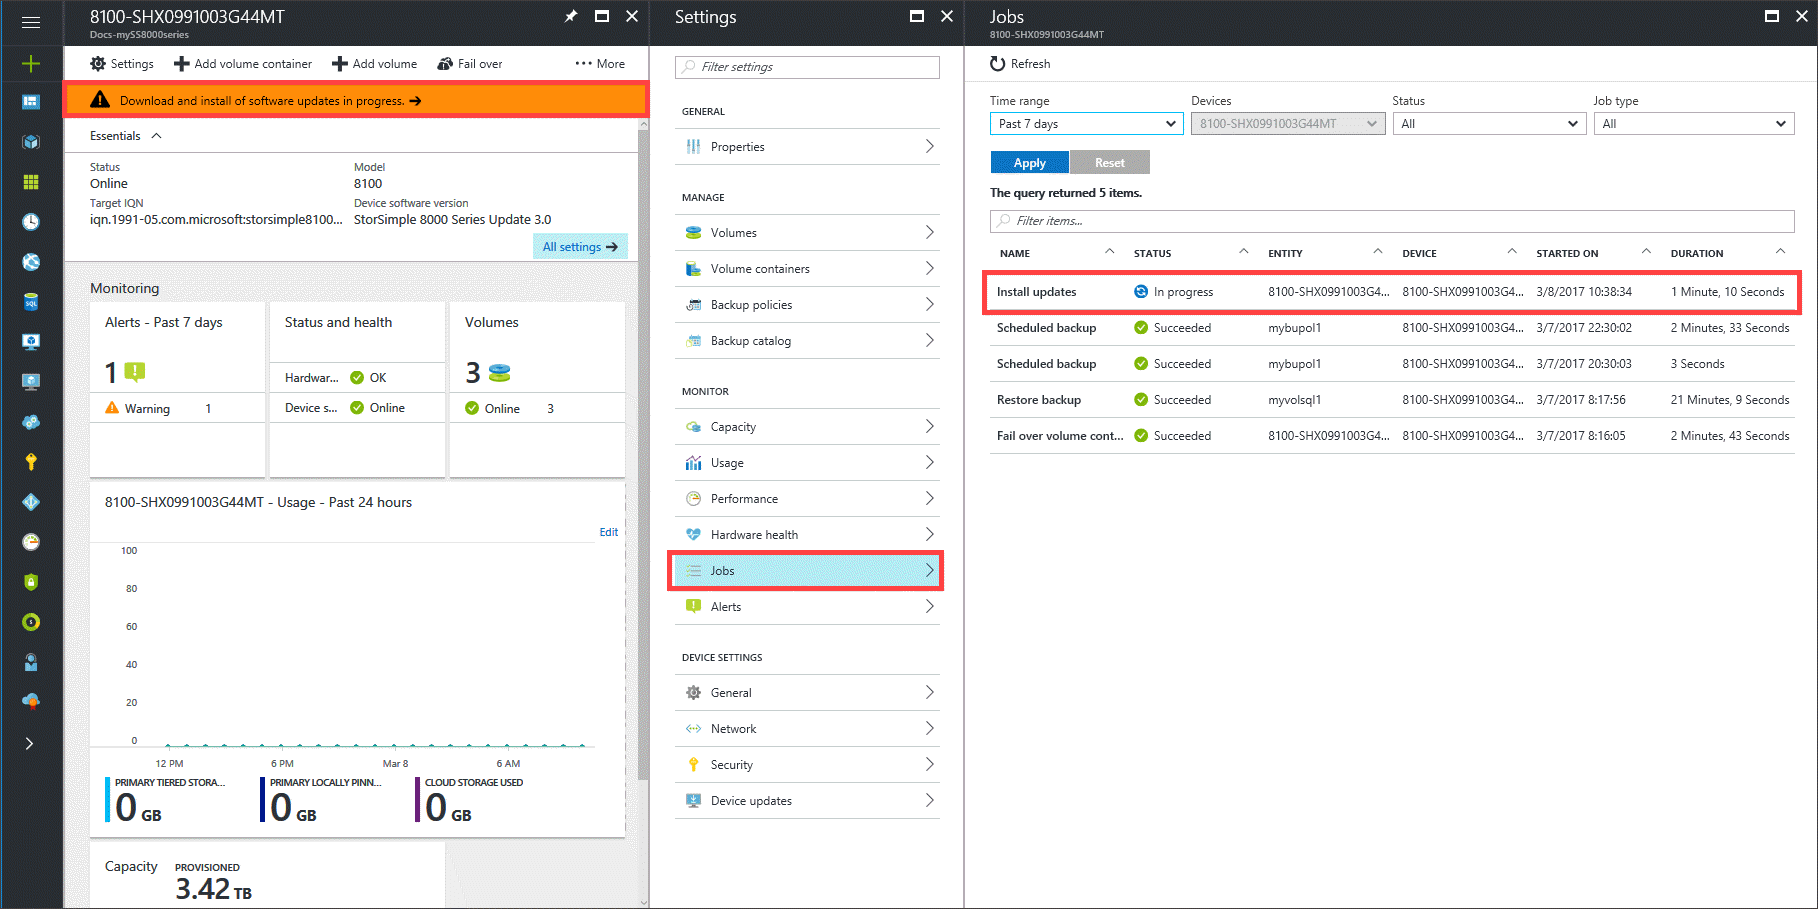 8100-SHX0991003G44MT
Docs-mySS8000series
Settings
Add volume container
Add volume
Fail over
More
Download and install of software updates in progress.
Essentials
Status
Online
Model
8100
Target IQN
iqn.1991-05.com.microsoft:storsimple8100...
Device software version
StorSimple 8000 Series Update 3.0
All settings
Monitoring
Alerts - Past 7 days
1
Warning 1
Status and health
Hardwar... OK
Device s... Online
Volumes
3
Online 3
8100-SHX0991003G44MT - Usage - Past 24 hours
Edit
100
80
60
40
20
0
12 PM 6 PM Mar 8 6 AM
PRIMARY TIERED STORA...
0 GB
PRIMARY LOCALLY PINN...
0 GB
CLOUD STORAGE USED
0 GB
Capacity
PROVISIONED
3.42 TB
SQL
Settings
Filter settings
GENERAL
Properties
MANAGE
Volumes
Volume containers
Backup policies
Backup catalog
MONITOR
Capacity
Usage
Performance
Hardware health
Jobs
Alerts
DEVICE SETTINGS
General
Network
Security
Device updates
Jobs
8100-SHX0991003G44MT
Refresh
Time range Devices Status Job type
Past 7 days 8100-SHX0991003G44MT All All
Apply Reset
The query returned 5 items.
Filter items...
NAME STATUS ENTITY DEVICE STARTED ON DURATION
Install updates In progress 8100-SHX0991003G4... 8100-SHX0991003G4... 3/8/2017 10:38:34 1 Minute, 10 Seconds
Scheduled backup Succeeded mybupol1 8100-SHX0991003G4... 3/7/2017 22:30:02 2 Minutes, 33 Seconds
Scheduled backup Succeeded mybupol1 8100-SHX0991003G4... 3/7/2017 20:30:03 3 Seconds
Restore backup Succeeded myvolsql1 8100-SHX0991003G4... 3/7/2017 8:17:56 21 Minutes, 9 Seconds
Fail over volume cont... Succeeded 8100-SHX0991003G4... 8100-SHX0991003G4... 3/7/2017 8:16:05 2 Minutes, 43 Seconds